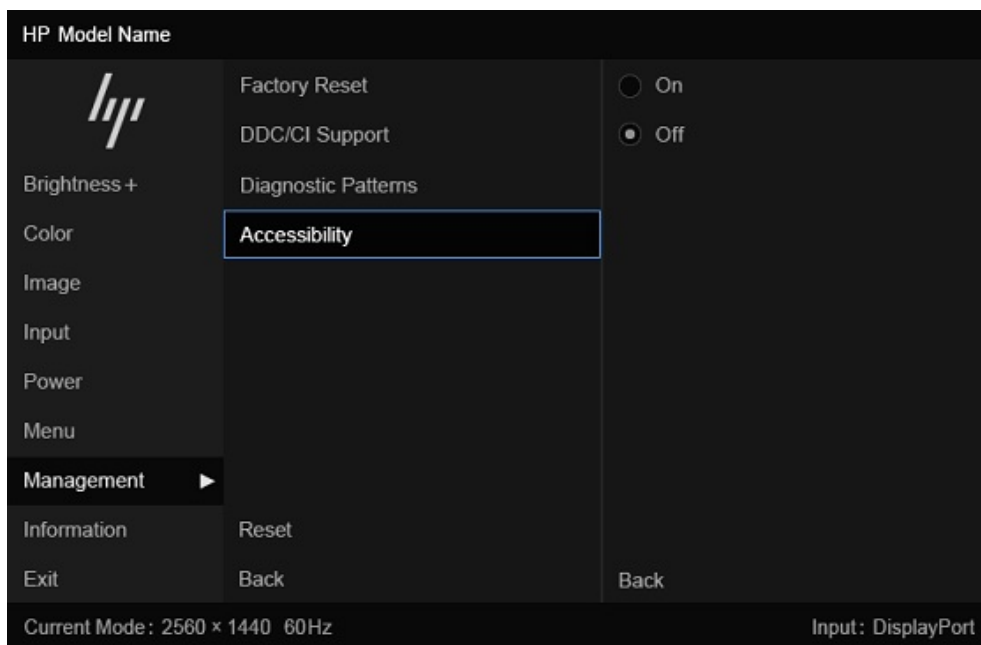 HP Model Name
hp
Brightness+
Color
Image
Input
Power
Menu
Management
Information
Exit
Factory Reset
DDC/CI Support
Diagnostic Patterns
Accessibility
Reset
Back
On
Off
Back
Current Mode: 2560 × 1440 60Hz
Input: DisplayPort